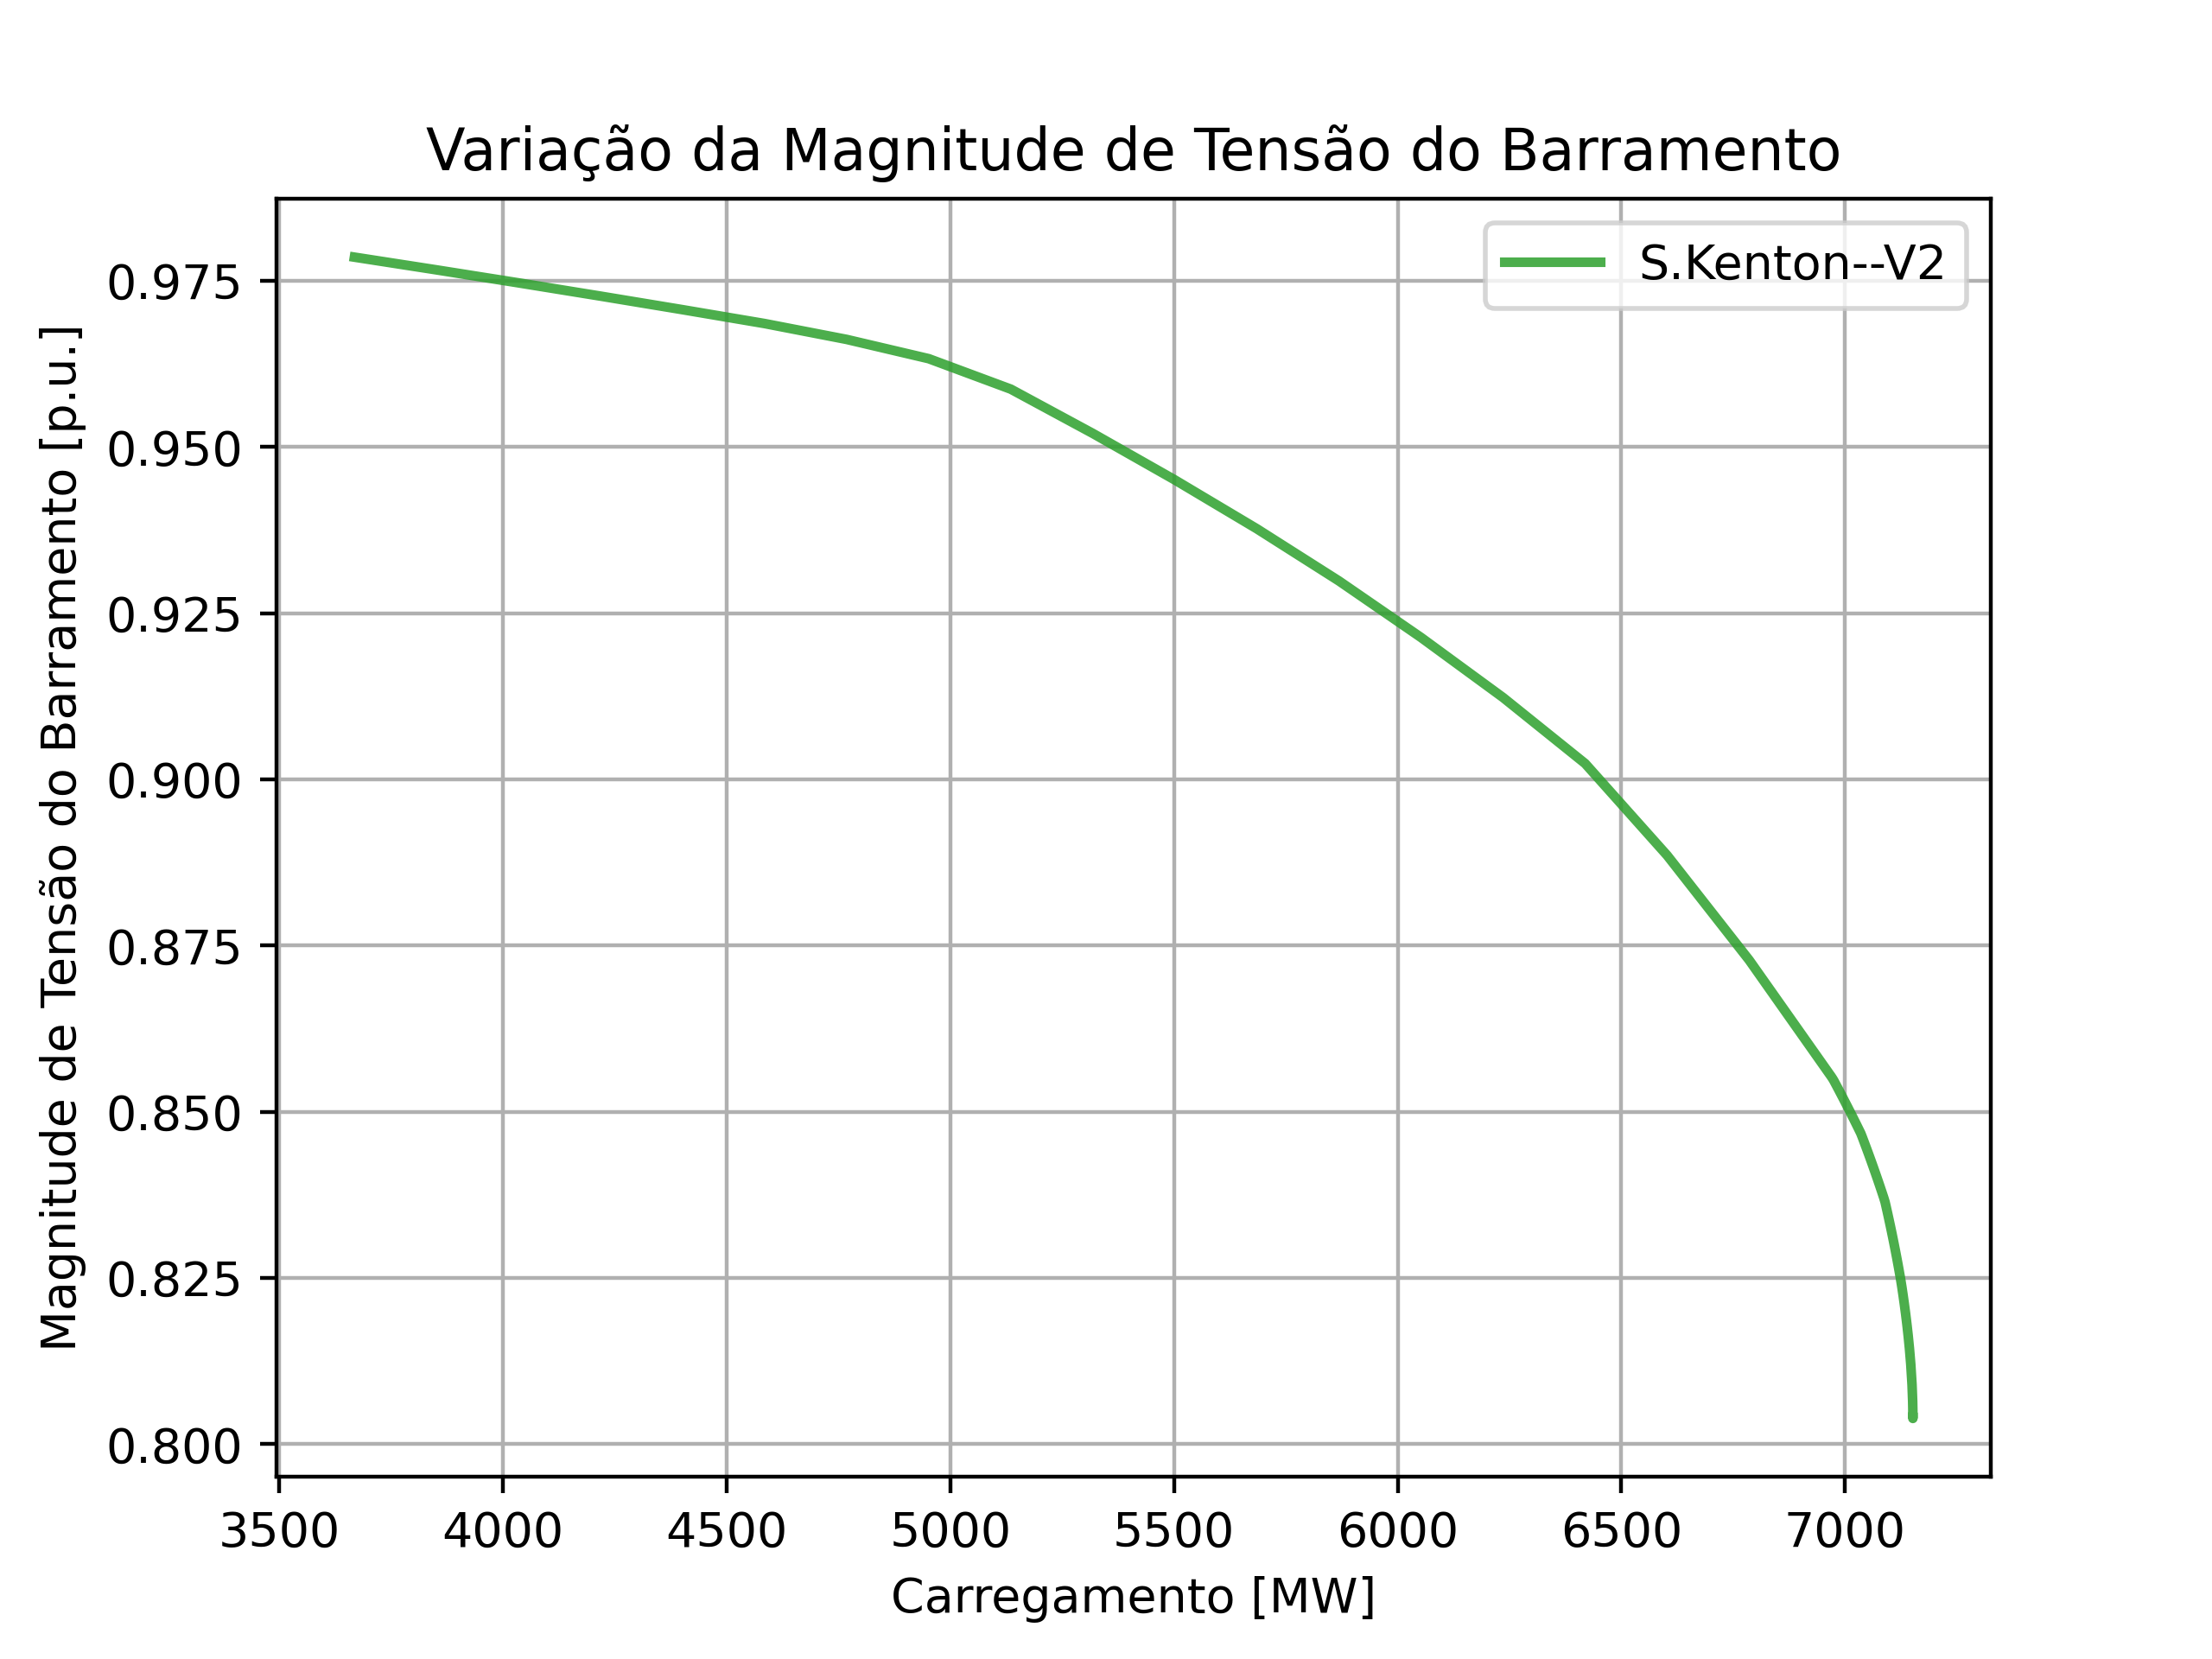 Variação da Magnitude de Tensão do Barramento
S.Kenton--V2
Magnitude de Tensão do Barramento [p.u.]
0.975
0.950
0.925
0.900
0.875
0.850
0.825
0.800
3500 4000 4500 5000 5500 6000 6500 7000
Carregamento [MW]